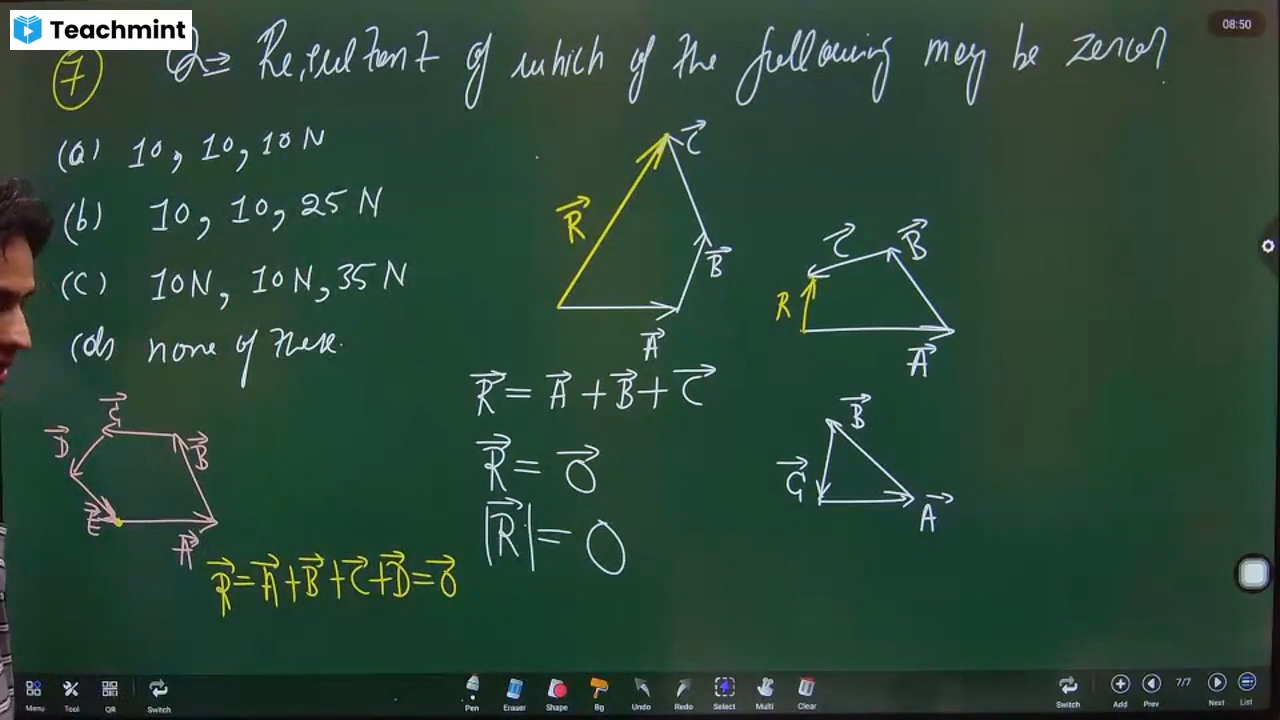 Teachmint
08:50
7 Q⇒ Resultant of which of the following may be zero?
(a) 10, 10, 10 N
(b) 10, 10, 25 N
(c) 10N, 10N, 35 N
(d) none of these.
C
R
B
A
C
B
R
A
R = A + B + C
R = 0
|R| = 0
B
C
A
C
D
B
E
A
R = A + B + C + D = 0
Menu Tool QR Switch Pen Eraser Shape Bg Undo Redo Select Multi Clear Switch Add Prev 7/7 Next List